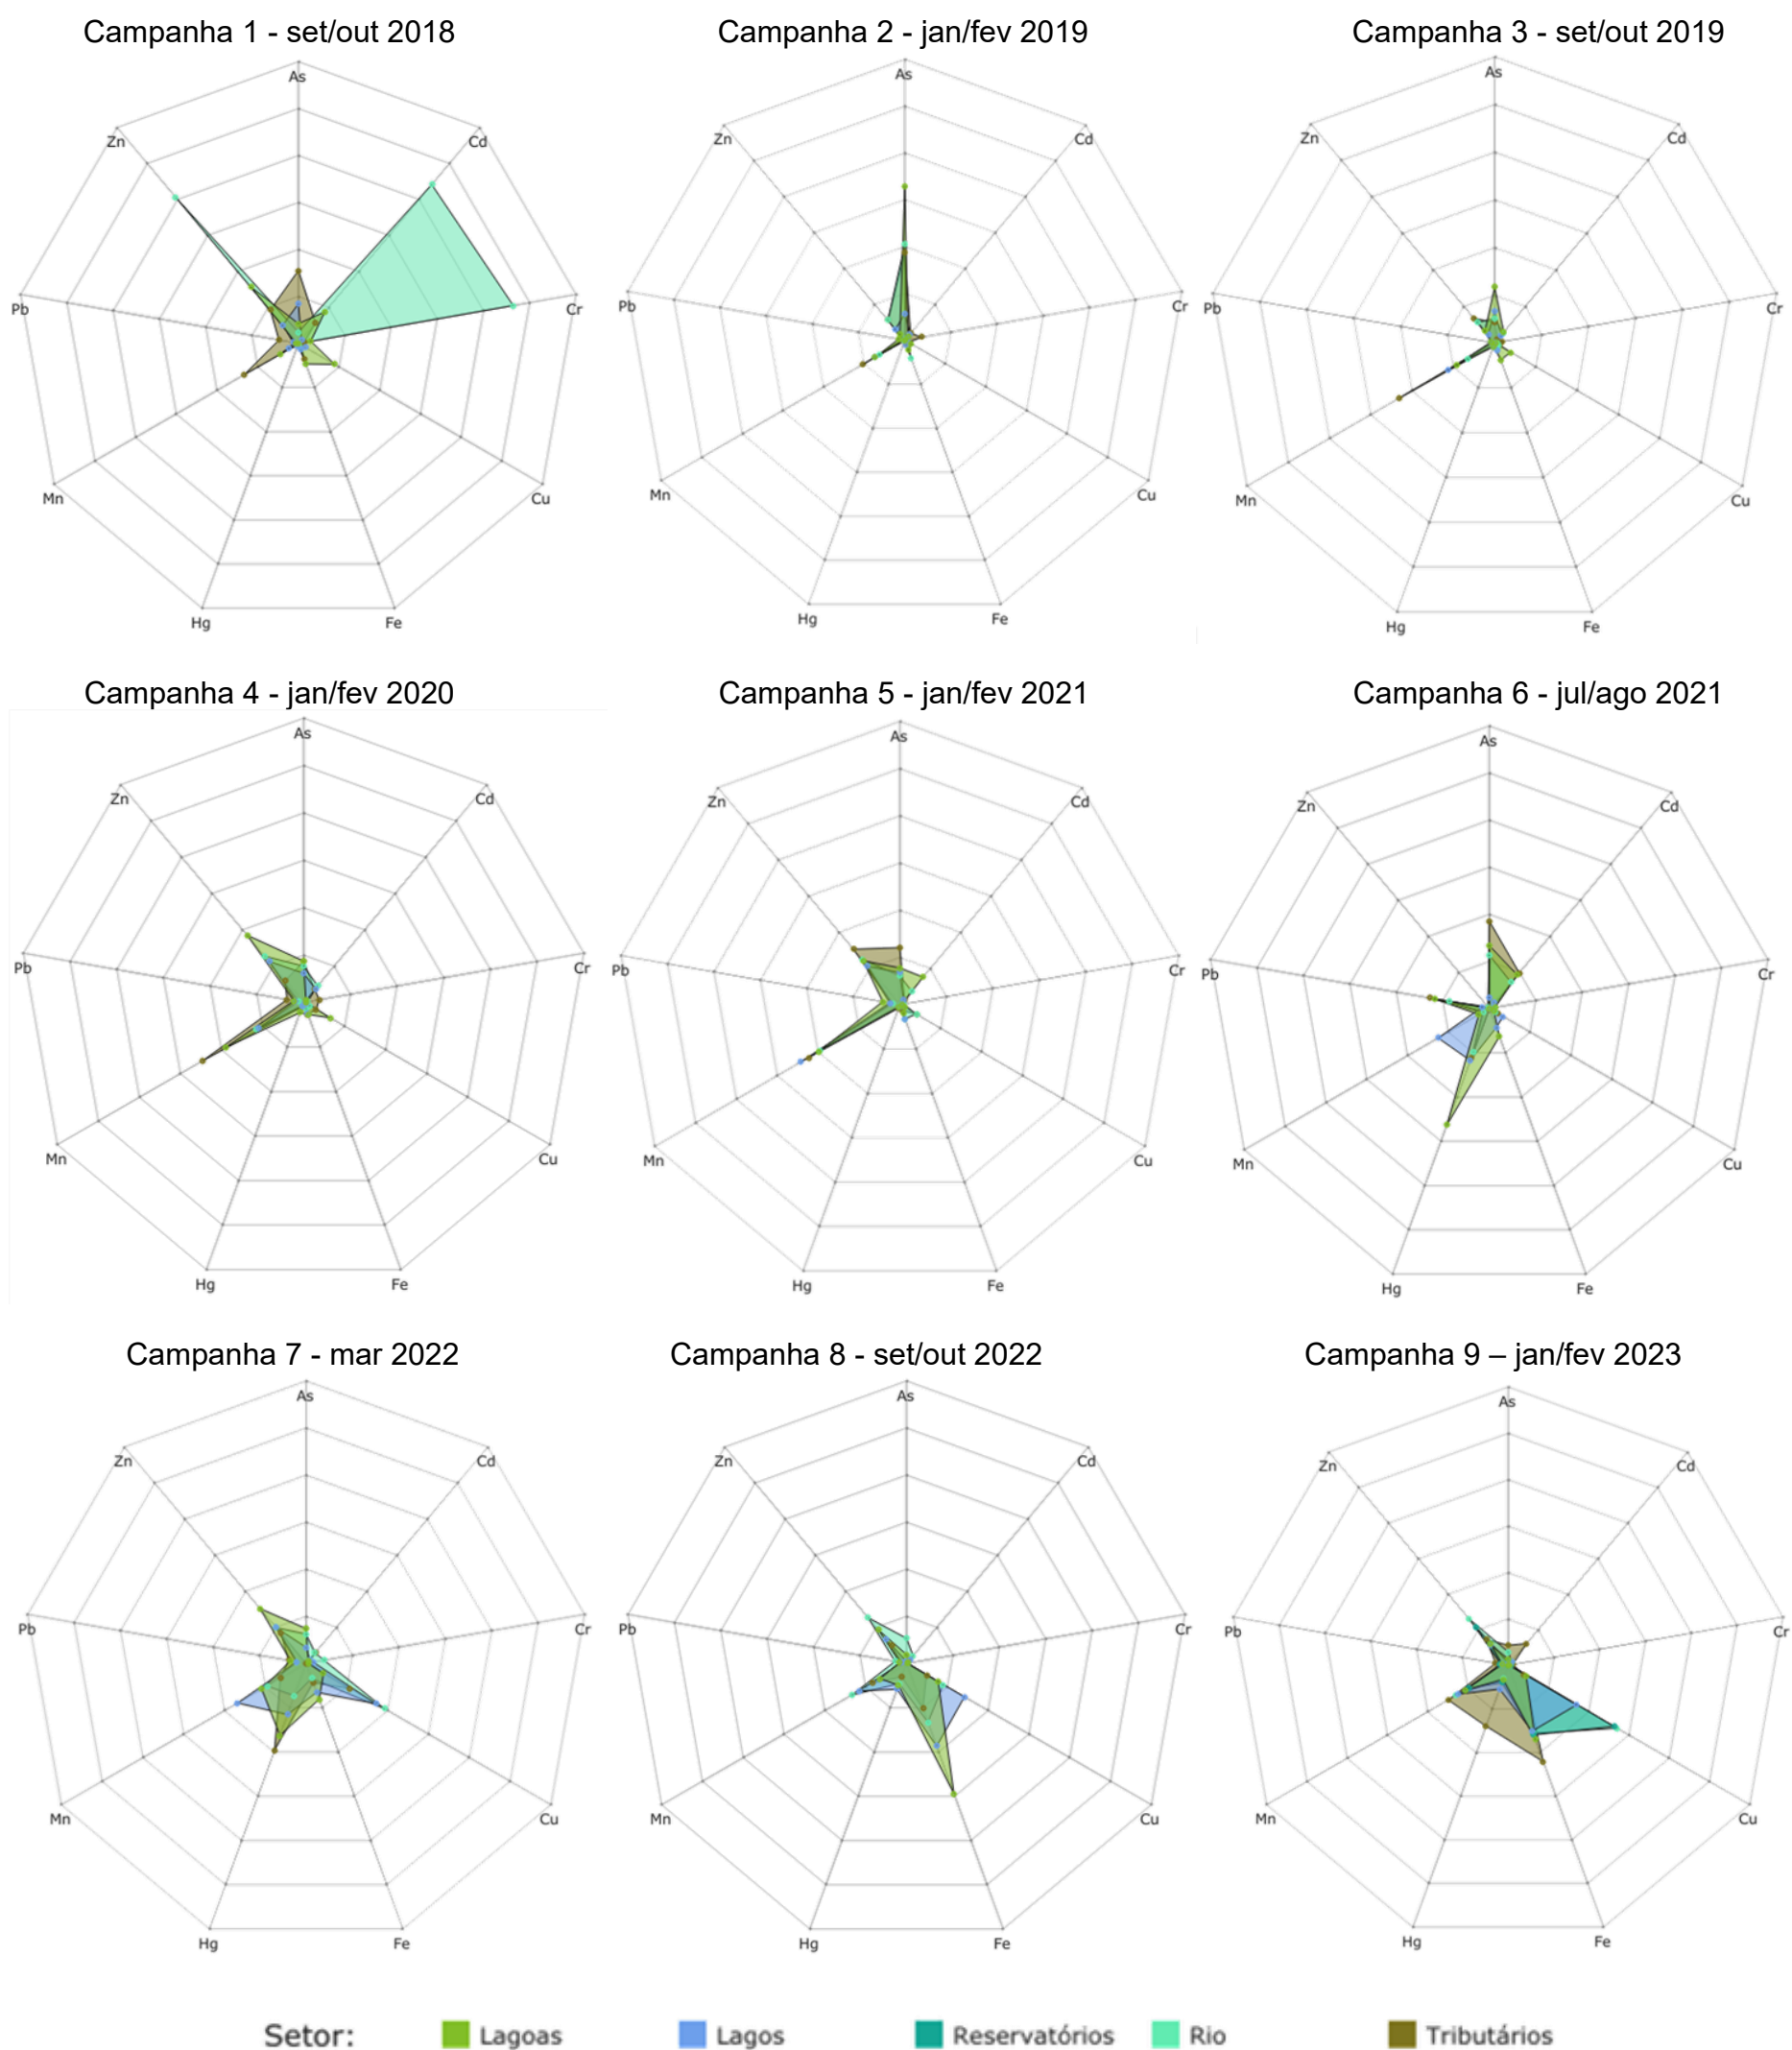 Campanha 1 - set/out 2018
Campanha 2 - jan/fev 2019
Campanha 3 - set/out 2019
As
Cd
Cr
Cu
Fe
Hg
Mn
Pb
Zn
As
Cd
Cr
Cu
Fe
Hg
Mn
Pb
Zn
As
Cd
Cr
Cu
Fe
Hg
Mn
Pb
Zn
Campanha 4 - jan/fev 2020
Campanha 5 - jan/fev 2021
Campanha 6 - jul/ago 2021
As
Cd
Cr
Cu
Fe
Hg
Mn
Pb
Zn
As
Cd
Cr
Cu
Fe
Hg
Mn
Pb
Zn
As
Cd
Cr
Cu
Fe
Hg
Mn
Pb
Zn
Campanha 7 - mar 2022
Campanha 8 - set/out 2022
Campanha 9 – jan/fev 2023
As
Cd
Cr
Cu
Fe
Hg
Mn
Pb
Zn
As
Cd
Cr
Cu
Fe
Hg
Mn
Pb
Zn
As
Cd
Cr
Cu
Fe
Hg
Mn
Pb
Zn
Setor: Lagoas Lagos Reservatórios Rio Tributários